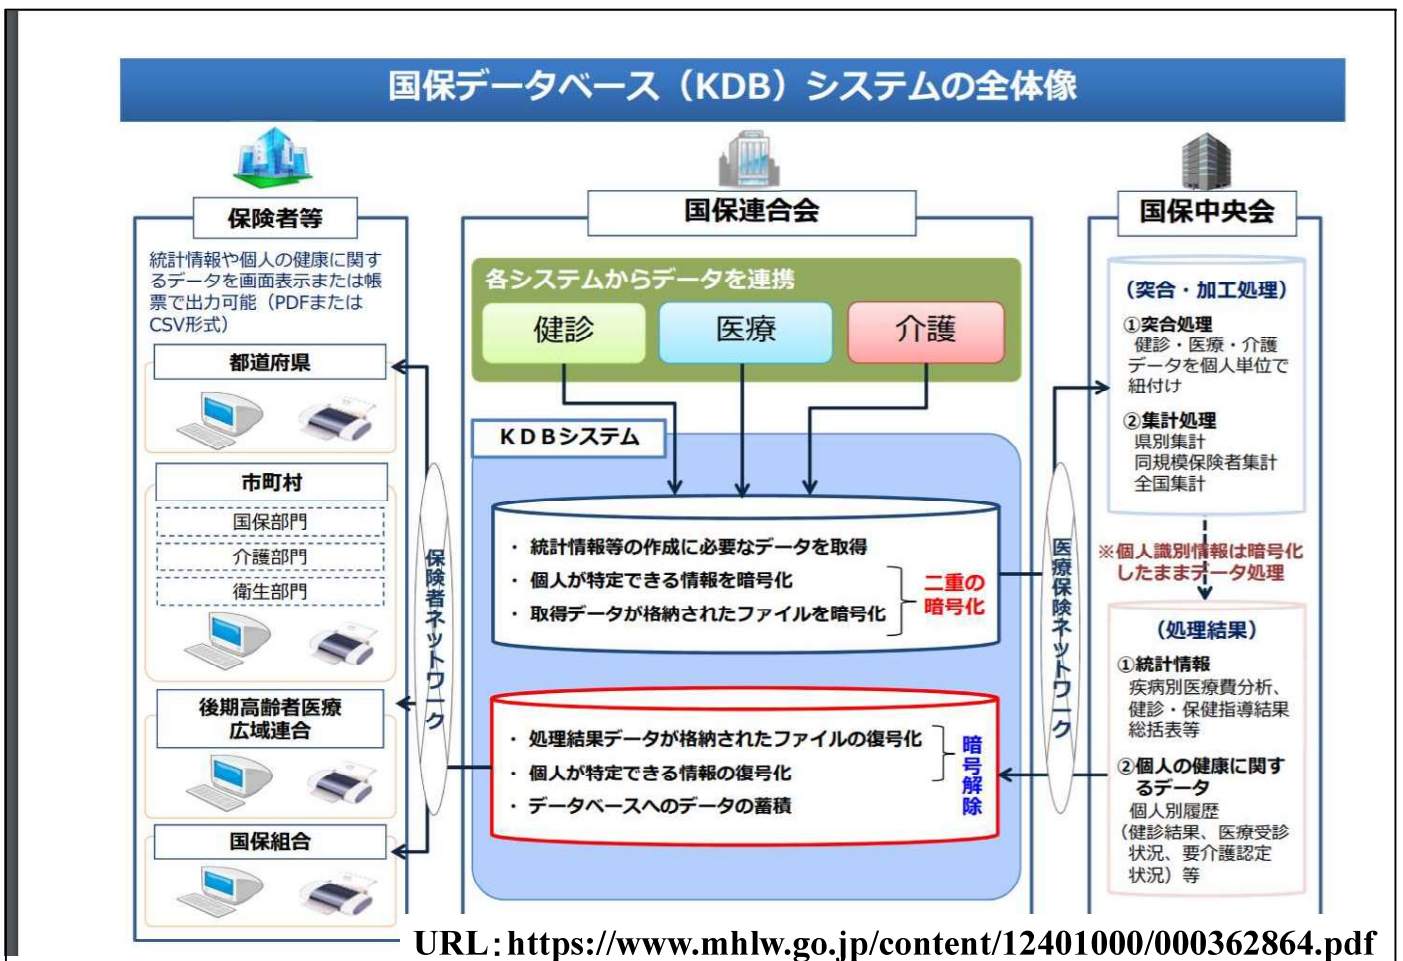 国保データベース（KDB）システムの全体像
保険者等
統計情報や個人の健康に関す
るデータを画面表示または帳
票で出力可能（PDFまたは
CSV形式）
都道府県
市町村
国保部門
介護部門
衛生部門
後期高齢者医療
広域連合
国保組合
保険者ネットワーク
国保連合会
各システムからデータを連携
健診
医療
介護
ＫＤＢシステム
・ 統計情報等の作成に必要なデータを取得
・ 個人が特定できる情報を暗号化
・ 取得データが格納されたファイルを暗号化
二重の
暗号化
・ 処理結果データが格納されたファイルの復号化
・ 個人が特定できる情報の復号化
・ データベースへのデータの蓄積
暗号解除
医療保険ネットワーク
国保中央会
（突合・加工処理）
①突合処理
健診・医療・介護
データを個人単位で
紐付け
②集計処理
県別集計
同規模保険者集計
全国集計
※個人識別情報は暗号化
したままデータ処理
（処理結果）
①統計情報
疾病別医療費分析、
健診・保健指導結果
総括表等
②個人の健康に関す
るデータ
個人別履歴
（健診結果、医療受診
状況、要介護認定
状況）等
URL：https://www.mhlw.go.jp/content/12401000/000362864.pdf